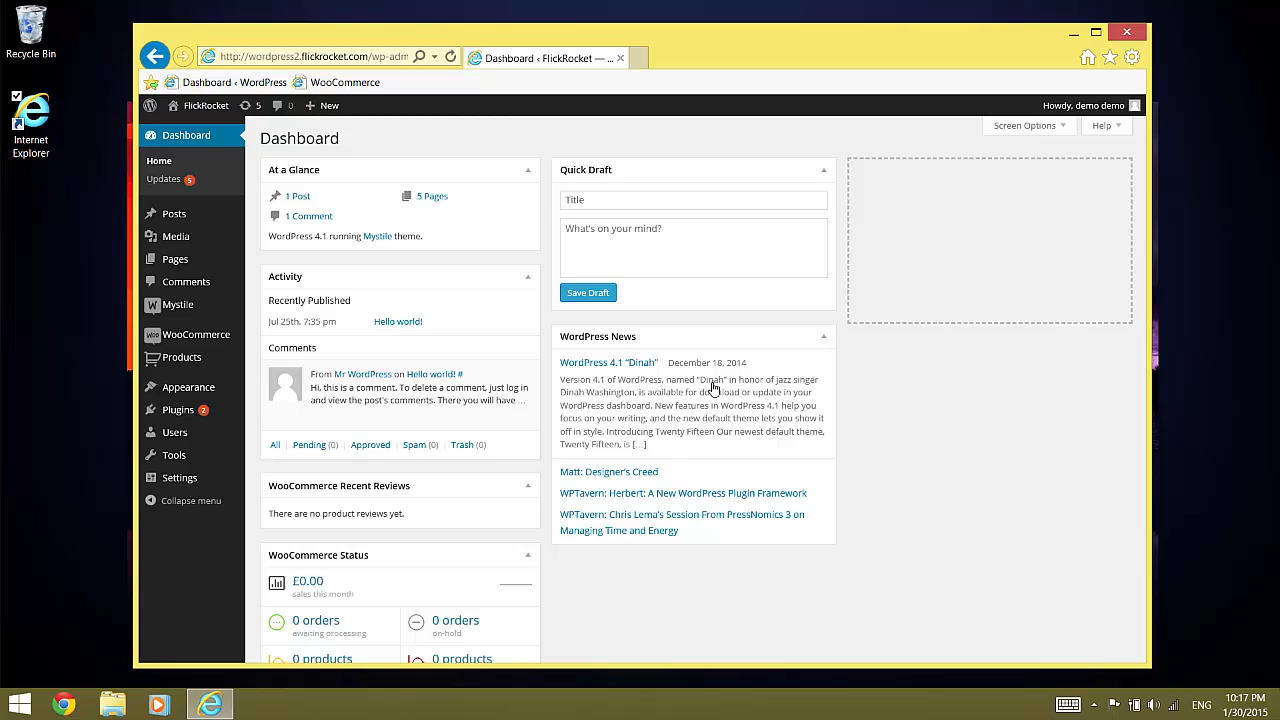 Recycle Bin
Internet
Explorer
http://wordpress2.flickrocket.com/wp-adm
Dashboard ‹ FlickRocket — ...
Dashboard ‹ WordPress
WooCommerce
FlickRocket
5
0
New
Howdy, demo demo
Dashboard
Home
Updates 5
Posts
Media
Pages
Comments
Mystile
WooCommerce
Products
Appearance
Plugins 2
Users
Tools
Settings
Collapse menu
Screen Options
Help
Dashboard
At a Glance
1 Post
5 Pages
1 Comment
WordPress 4.1 running Mystile theme.
Activity
Recently Published
Jul 25th, 7:35 pm
Hello world!
Comments
From Mr WordPress on Hello world! #
Hi, this is a comment. To delete a comment, just log in
and view the post's comments. There you will have ...
All
Pending (0)
Approved
Spam (0)
Trash (0)
WooCommerce Recent Reviews
There are no product reviews yet.
WooCommerce Status
£0.00
sales this month
0 orders
awaiting processing
0 orders
on-hold
0 products
0 products
Quick Draft
Title
What's on your mind?
Save Draft
WordPress News
WordPress 4.1 “Dinah”
December 18, 2014
Version 4.1 of WordPress, named “Dinah” in honor of jazz singer
Dinah Washington, is available for download or update in your
WordPress dashboard. New features in WordPress 4.1 help you
focus on your writing, and the new default theme lets you show it
off in style. Introducing Twenty Fifteen Our newest default theme,
Twenty Fifteen, is [...]
Matt: Designer's Creed
WPTavern: Herbert: A New WordPress Plugin Framework
WPTavern: Chris Lema's Session From PressNomics 3 on
Managing Time and Energy
ENG
10:17 PM
1/30/2015